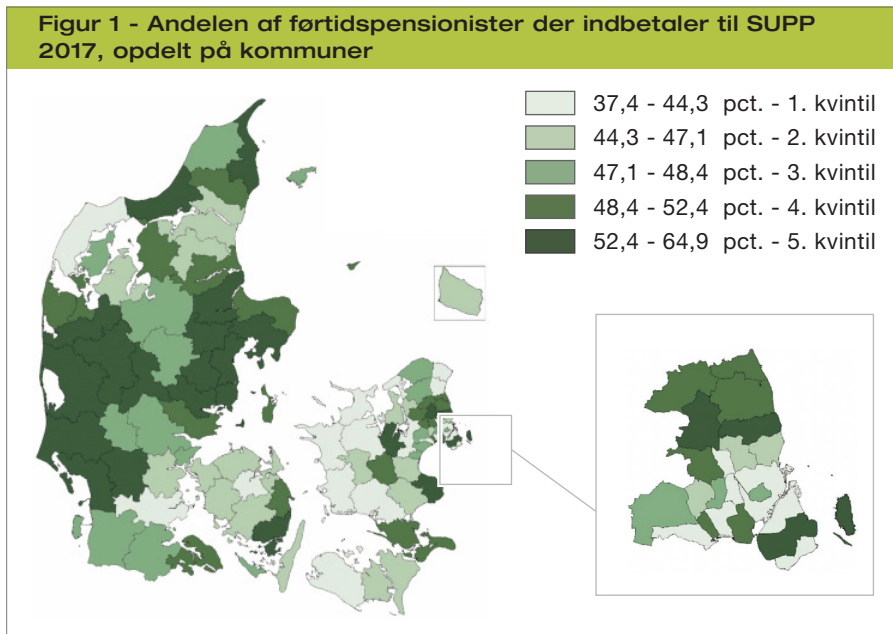 Figur 1 - Andelen af førtidspensionister der indbetaler til SUPP
2017, opdelt på kommuner
37,4 - 44,3 pct. - 1. kvintil
44,3 - 47,1 pct. - 2. kvintil
47,1 - 48,4 pct. - 3. kvintil
48,4 - 52,4 pct. - 4. kvintil
52,4 - 64,9 pct. - 5. kvintil